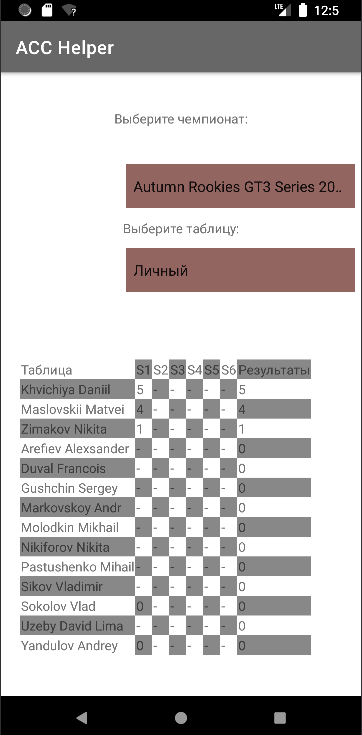 LTE 12:5
ACC Helper
Выберите чемпионат:
Autumn Rookies GT3 Series 20..
Выберите таблицу:
Личный
Таблица S1 S2 S3 S4 S5 S6 Результаты
Khvichiya Daniil 5 - - - - - 5
Maslovskii Matvei 4 - - - - - 4
Zimakov Nikita 1 - - - - - 1
Arefiev Alexsander - - - - - - 0
Duval Francois - - - - - - 0
Gushchin Sergey - - - - - - 0
Markovskoy Andr - - - - - - 0
Molodkin Mikhail - - - - - - 0
Nikiforov Nikita - - - - - - 0
Pastushenko Mihail - - - - - - 0
Sikov Vladimir - - - - - - 0
Sokolov Vlad 0 - - - - - 0
Uzeby David Lima - - - - - - 0
Yandulov Andrey 0 - - - - - 0